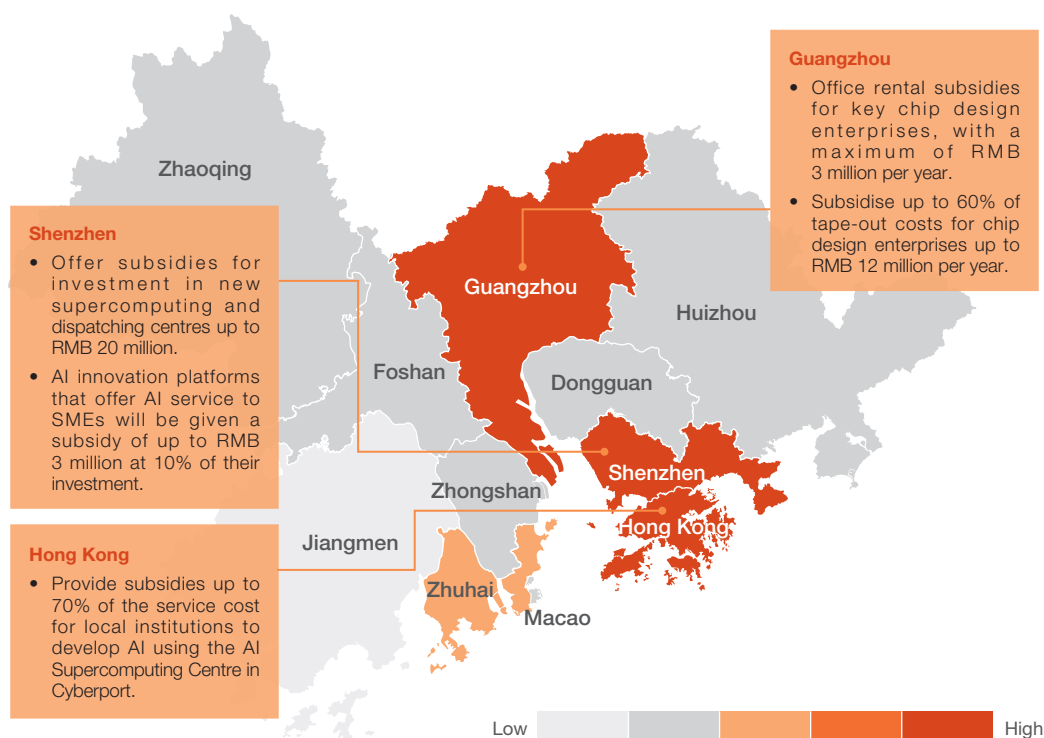 Guangzhou
• Office rental subsidies
for key chip design
enterprises, with a
maximum of RMB
3 million per year.
• Subsidise up to 60% of
tape-out costs for chip
design enterprises up to
RMB 12 million per year.
Zhaoqing
Shenzhen
• Offer subsidies for
investment in new
supercomputing and
dispatching centres up to
RMB 20 million.
• AI innovation platforms
that offer AI service to
SMEs will be given a
subsidy of up to RMB
3 million at 10% of their
investment.
Guangzhou
Huizhou
Foshan
Dongguan
Shenzhen
Zhongshan
Hong Kong
Jiangmen
Zhuhai
Macao
Hong Kong
• Provide subsidies up to
70% of the service cost
for local institutions to
develop AI using the AI
Supercomputing Centre in
Cyberport.
Low
High